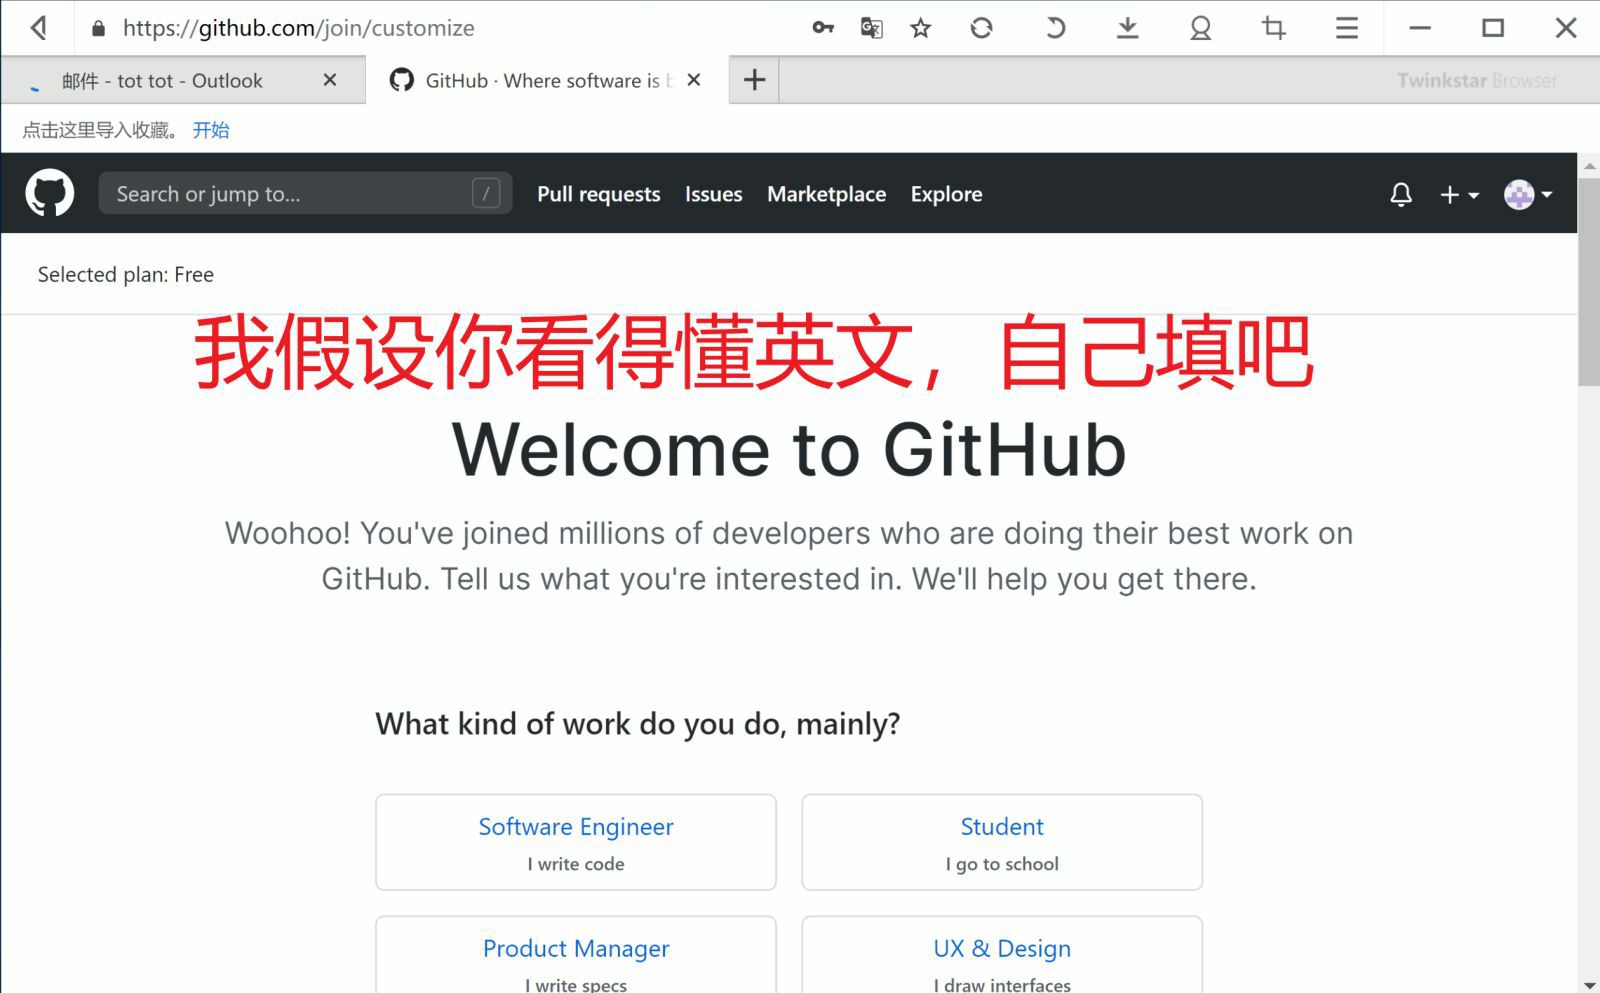 https://github.com/join/customize
邮件 - tot tot - Outlook
GitHub · Where software is b
Twinkstar Browser
点击这里导入收藏。 开始
Search or jump to... /
Pull requests Issues Marketplace Explore
Selected plan: Free
我假设你看得懂英文，自己填吧
Welcome to GitHub
Woohoo! You've joined millions of developers who are doing their best work on
GitHub. Tell us what you're interested in. We'll help you get there.
What kind of work do you do, mainly?
Software Engineer
I write code
Student
I go to school
Product Manager
I write specs
UX & Design
I draw interfaces